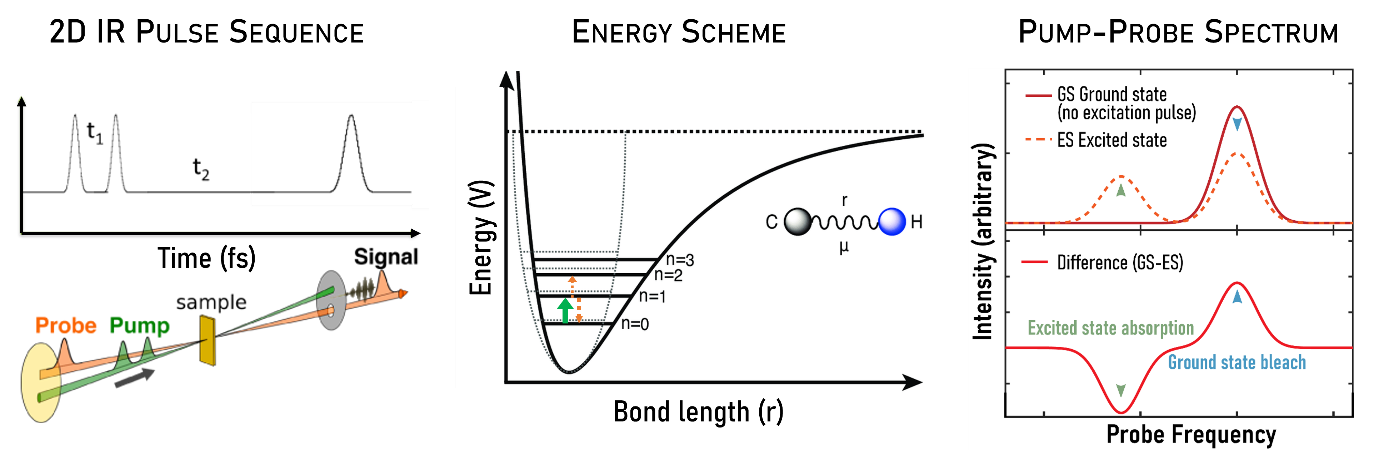 2D IR PULSE SEQUENCE
t1
t2
Time (fs)
Signal
sample
Probe Pump
ENERGY SCHEME
Energy (V)
n=3
n=2
n=1
n=0
r
C H
μ
Bond length (r)
PUMP-PROBE SPECTRUM
Intensity (arbitrary)
GS Ground state
(no excitation pulse)
ES Excited state
Difference (GS-ES)
Excited state absorption
Ground state bleach
Probe Frequency